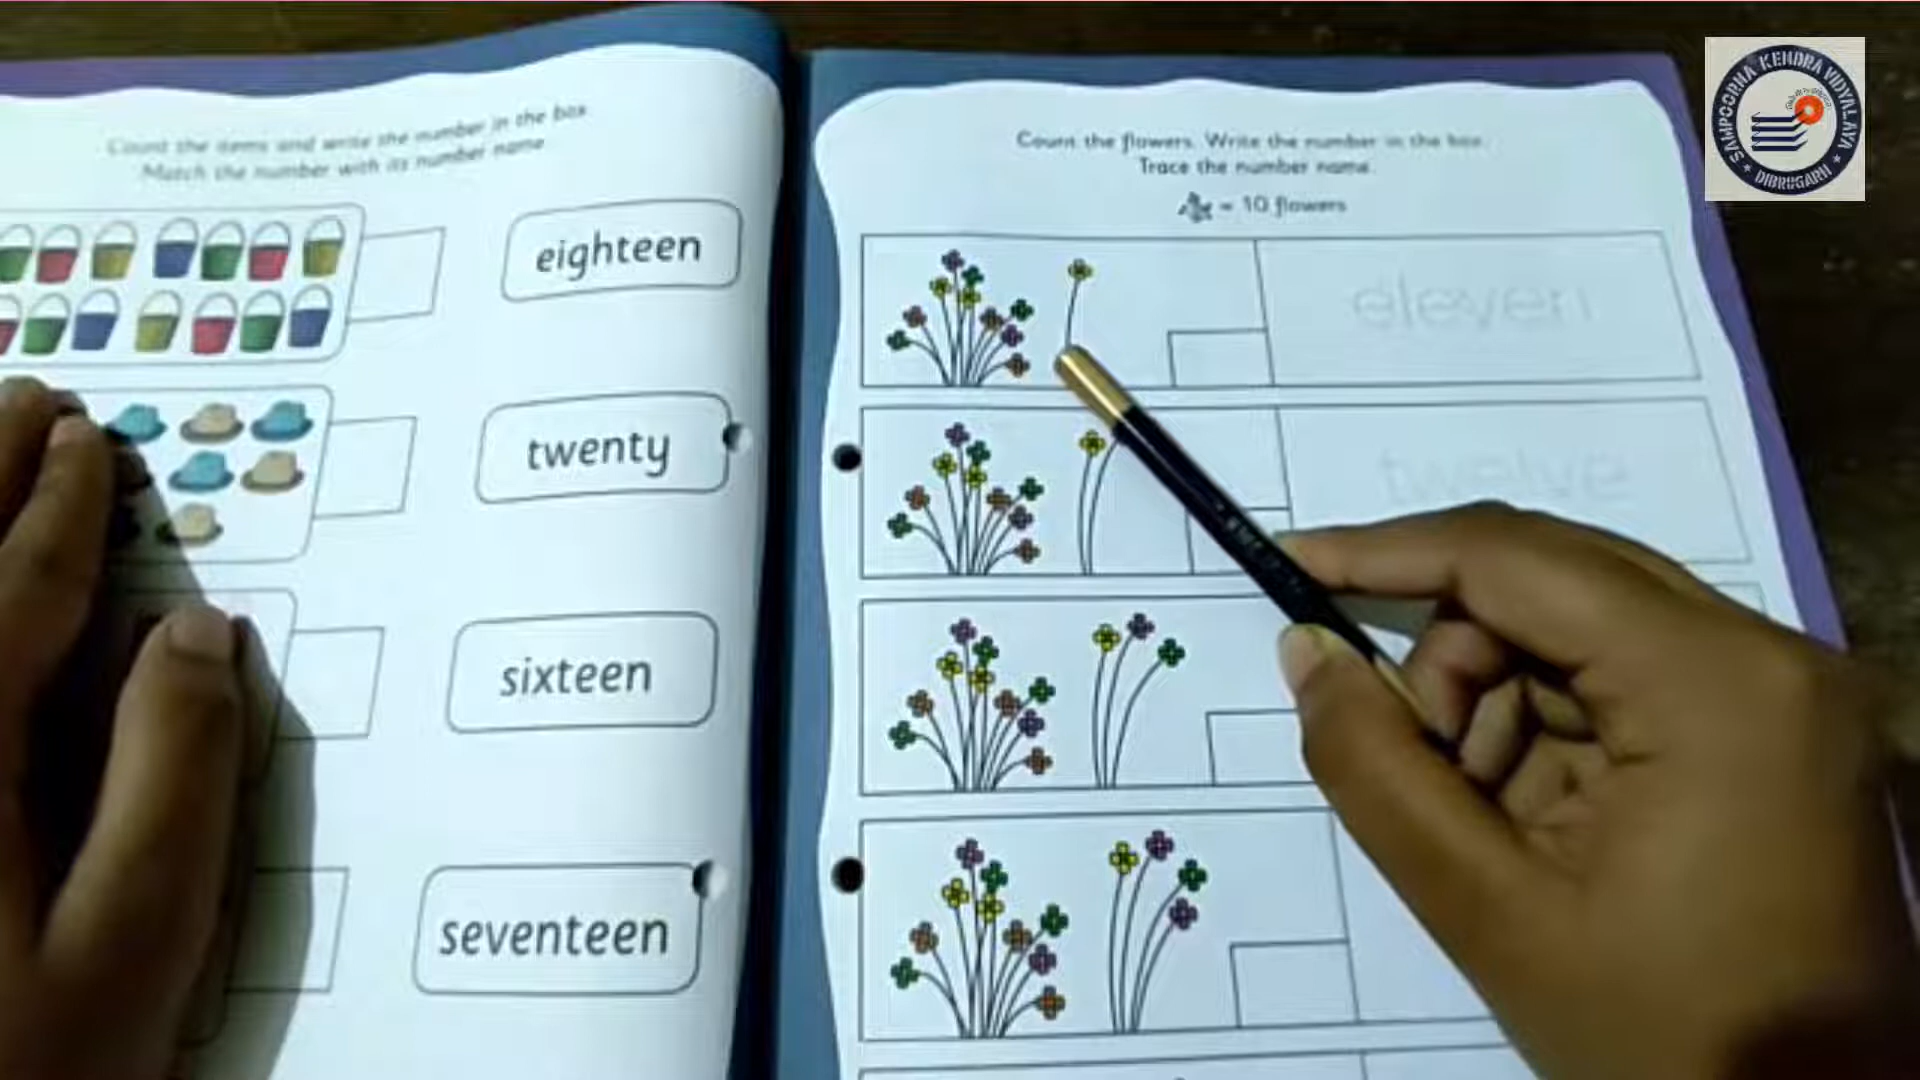 Count the items and write the number in the box.
Match the number with its number name.
eighteen
twenty
sixteen
seventeen
Count the flowers. Write the number in the box.
Trace the number name.
= 10 flowers
eleven
twelve
SAMPOORNA KENDRA VIDYALAYA
DIBRUGARH